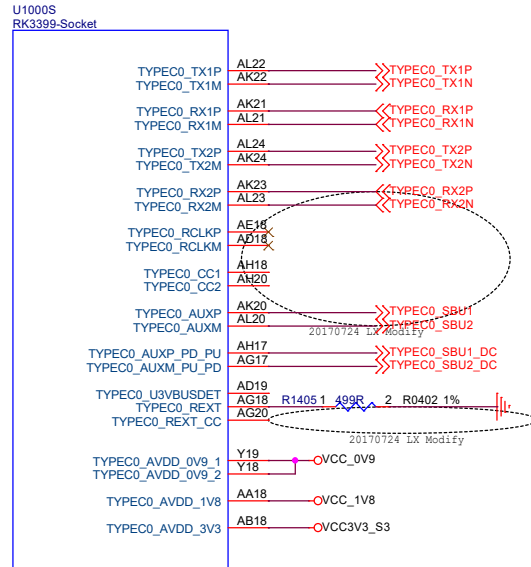 U1000S
RK3399-Socket
TYPEC0_TX1P AL22 TYPEC0_TX1P
TYPEC0_TX1M AK22 TYPEC0_TX1N
TYPEC0_RX1P AK21 TYPEC0_RX1P
TYPEC0_RX1M AL21 TYPEC0_RX1N
TYPEC0_TX2P AL24 TYPEC0_TX2P
TYPEC0_TX2M AK24 TYPEC0_TX2N
TYPEC0_RX2P AK23 TYPEC0_RX2P
TYPEC0_RX2M AL23 TYPEC0_RX2N
TYPEC0_RCLKP AE18
TYPEC0_RCLKM AD18
TYPEC0_CC1 AH18
TYPEC0_CC2 AH20
TYPEC0_AUXP AK20 TYPEC0_SBU1
TYPEC0_AUXM AL20 TYPEC0_SBU2
20170724 LX Modify
TYPEC0_AUXP_PD_PU AH17 TYPEC0_SBU1_DC
TYPEC0_AUXM_PU_PD AG17 TYPEC0_SBU2_DC
TYPEC0_U3VBUSDET AD19
TYPEC0_REXT AG18 R1405 1 499R 2 R0402 1%
TYPEC0_REXT_CC AG20
20170724 LX Modify
TYPEC0_AVDD_0V9_1 Y19 VCC_0V9
TYPEC0_AVDD_0V9_2 Y18
TYPEC0_AVDD_1V8 AA18 VCC_1V8
TYPEC0_AVDD_3V3 AB18 VCC3V3_S3